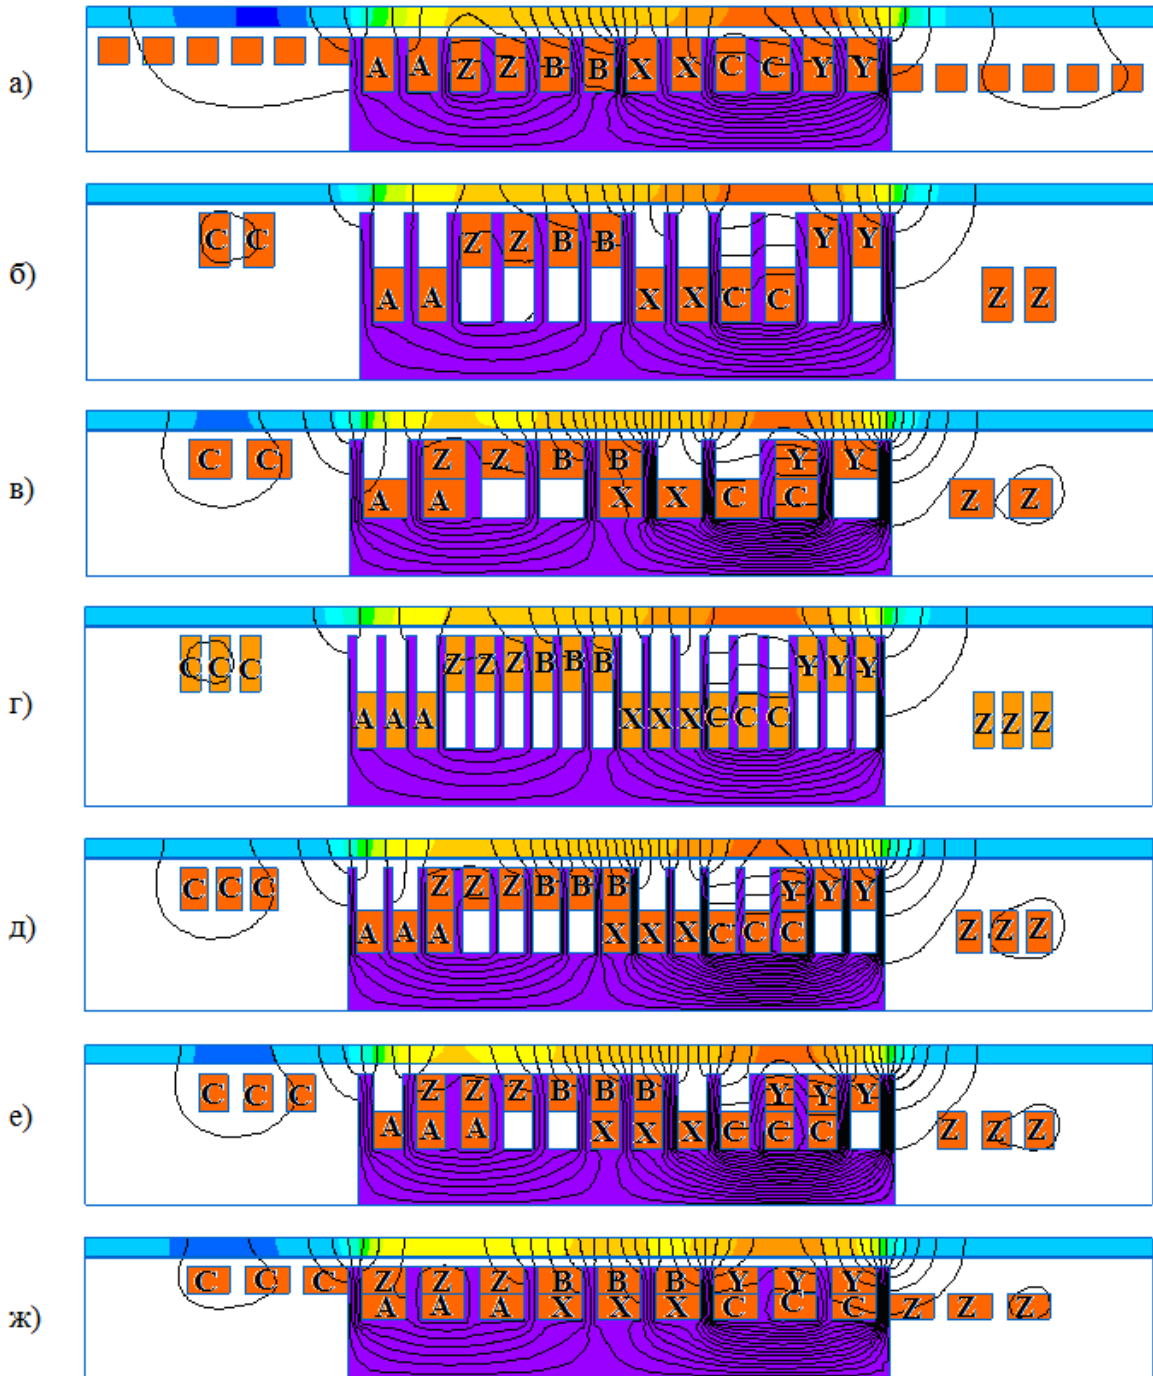 а)
A A Z Z B B X X C C Y Y
б)
C C Z Z B B Y Y
A A X X C C Z Z
в)
C C Z Z B B Y Y
A A X X C C Z Z
г)
C C C Z Z Z B B B Y Y Y
A A A X X X C C C Z Z Z
д)
C C C Z Z Z B B B Y Y Y
A A A X X X C C C Z Z Z
е)
C C C Z Z Z B B B Y Y Y
A A A X X X C C C Z Z Z
ж)
C C C Z Z Z B B B Y Y Y
A A A X X X C C C Z Z Z